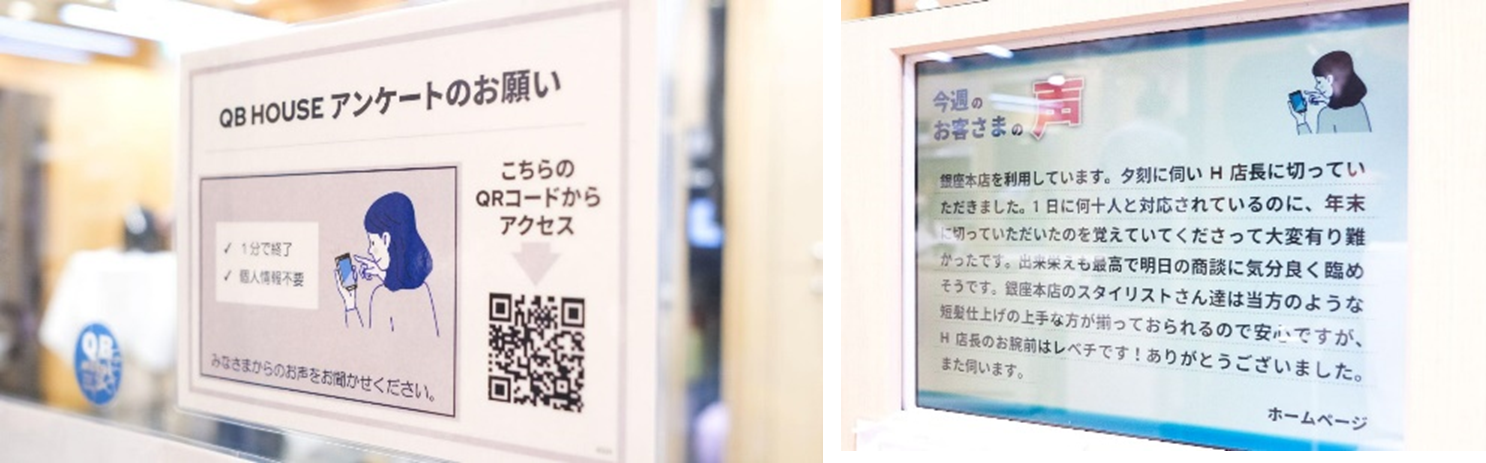 QB HOUSE アンケートのお願い
✓ 1分で終了
✓ 個人情報不要
みなさまからのお声をお聞かせください。
こちらの
QRコードから
アクセス
QB
今週の
お客さまの声
銀座本店を利用しています。夕刻に伺い H 店長に切ってい
ただきました。1 日に何十人と対応されているのに、年末
に切っていただいたのを覚えていてくださって大変有り難
かったです。出来栄えも最高で明日の商談に気分良く臨め
そうです。銀座本店のスタイリストさん達は当方のような
短髪仕上げの上手な方が揃っておられるので安心ですが、
H 店長のお腕前はレベチです！ありがとうございました。
また伺います。
ホームページ